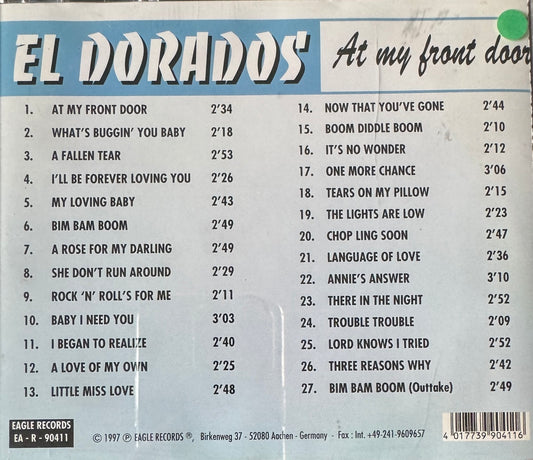 EL DORADOS
At my front door
1. AT MY FRONT DOOR 2'34
2. WHAT'S BUGGIN' YOU BABY 2'18
3. A FALLEN TEAR 2'53
4. I'LL BE FOREVER LOVING YOU 2'26
5. MY LOVING BABY 2'43
6. BIM BAM BOOM 2'49
7. A ROSE FOR MY DARLING 2'49
8. SHE DON'T RUN AROUND 2'29
9. ROCK 'N' ROLL'S FOR ME 2'11
10. BABY I NEED YOU 3'03
11. I BEGAN TO REALIZE 2'40
12. A LOVE OF MY OWN 2'25
13. LITTLE MISS LOVE 2'48
14. NOW THAT YOU'VE GONE 2'44
15. BOOM DIDDLE BOOM 2'10
16. IT'S NO WONDER 2'12
17. ONE MORE CHANCE 3'06
18. TEARS ON MY PILLOW 2'15
19. THE LIGHTS ARE LOW 2'23
20. CHOP LING SOON 2'47
21. LANGUAGE OF LOVE 2'36
22. ANNIE'S ANSWER 3'10
23. THERE IN THE NIGHT 2'52
24. TROUBLE TROUBLE 2'09
25. LORD KNOWS I TRIED 2'52
26. THREE REASONS WHY 2'42
27. BIM BAM BOOM (Outtake) 2'49
EAGLE RECORDS
EA - R - 90411
© 1997 ℗ EAGLE RECORDS ®, Birkenweg 37 - 52080 Aachen - Germany - Fax : Int. +49-241-9609657
4 017739 904116